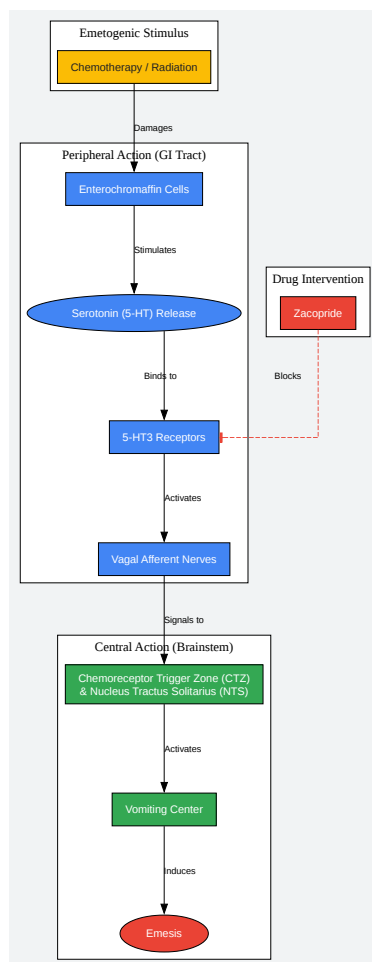 Emetogenic Stimulus
Chemotherapy / Radiation
Damages
Peripheral Action (GI Tract)
Enterochromaffin Cells
Stimulates
Drug Intervention
Serotonin (5-HT) Release
Zacopride
Binds to
Blocks
5-HT3 Receptors
Activates
Vagal Afferent Nerves
Signals to
Central Action (Brainstem)
Chemoreceptor Trigger Zone (CTZ)
& Nucleus Tractus Solitarius (NTS)
Activates
Vomiting Center
Induces
Emesis